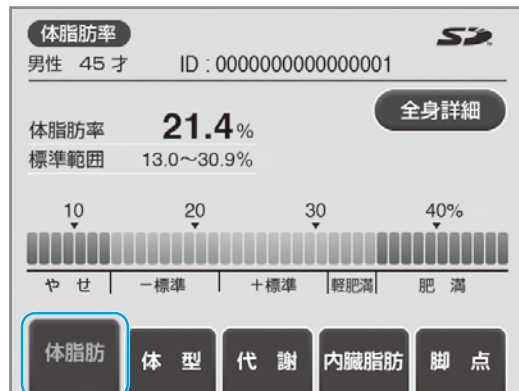 体脂肪率
SD
男性 45才 ID:0000000000000001
全身詳細
体脂肪率 21.4%
標準範囲 13.0～30.9%
10 20 30 40%
やせ －標準 ＋標準 軽肥満 肥満
体脂肪 体型 代謝 内臓脂肪 脚点